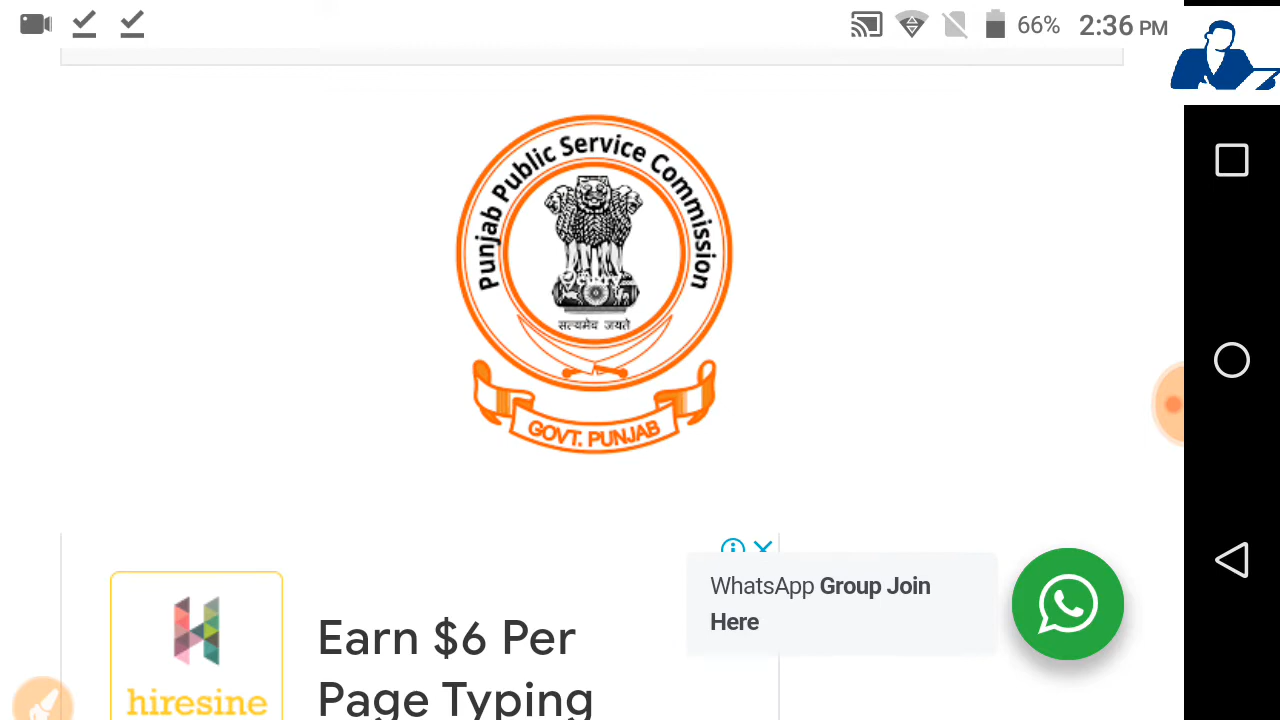 66% 2:36 PM
Punjab Public Service Commission
सत्यमेव जयते
GOVT. PUNJAB
WhatsApp Group Join
Here
Earn $6 Per
Page Typing
hiresine